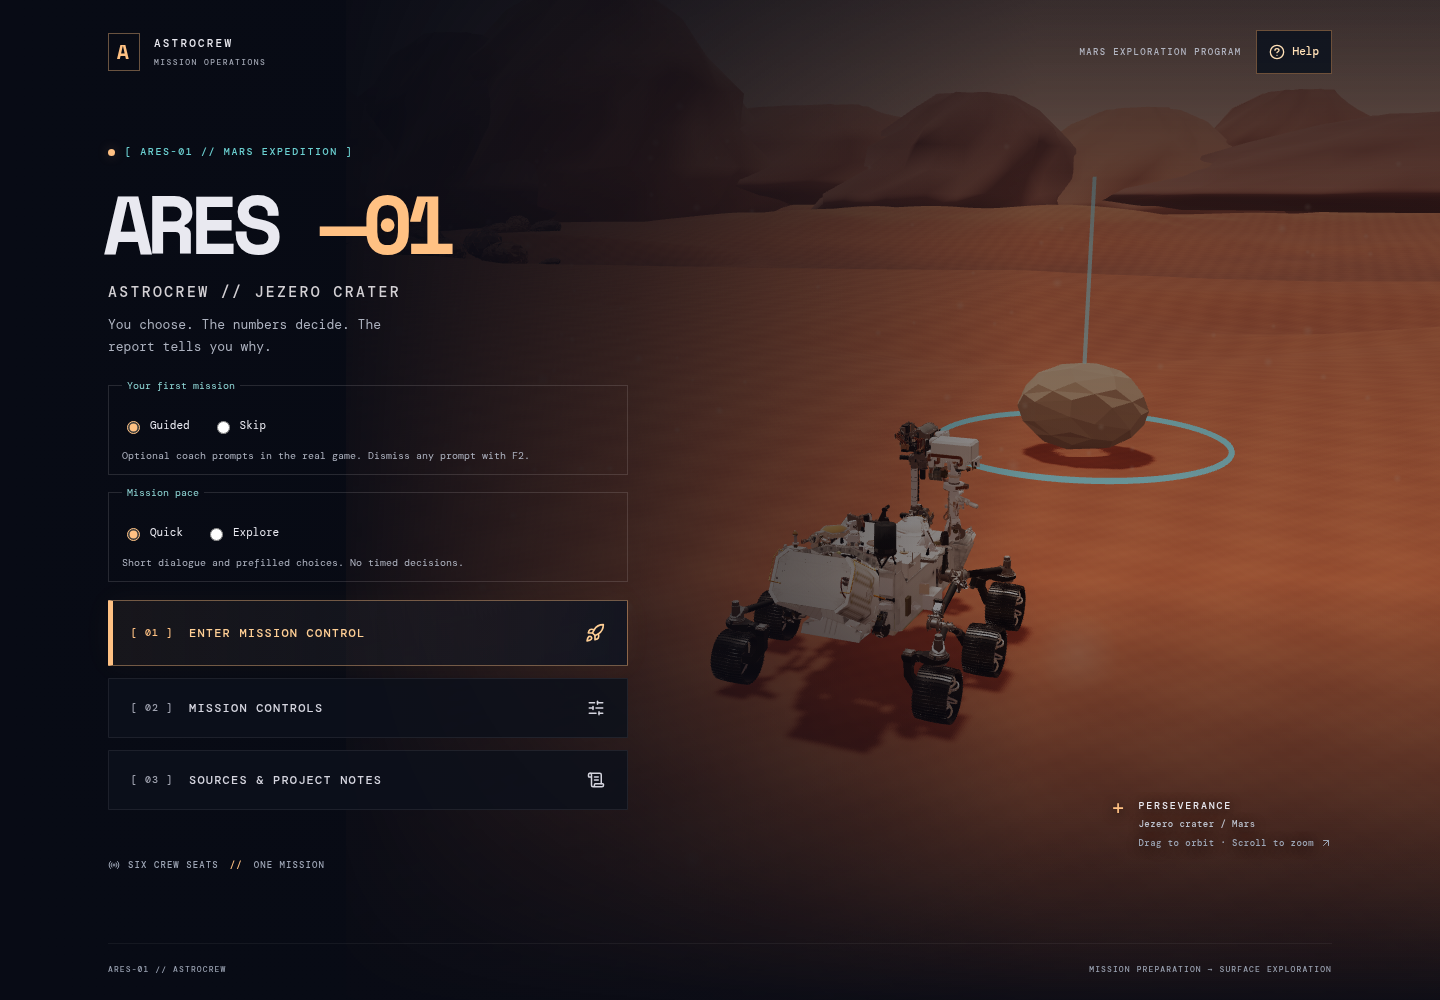 A
ASTROCREW
MISSION OPERATIONS
MARS EXPLORATION PROGRAM
Help
[ ARES-01 // MARS EXPEDITION ]
ARES —01
ASTROCREW // JEZERO CRATER
You choose. The numbers decide. The
report tells you why.
Your first mission
Guided
Skip
Optional coach prompts in the real game. Dismiss any prompt with F2.
Mission pace
Quick
Explore
Short dialogue and prefilled choices. No timed decisions.
[ 01 ] ENTER MISSION CONTROL
[ 02 ] MISSION CONTROLS
[ 03 ] SOURCES & PROJECT NOTES
PERSEVERANCE
Jezero crater / Mars
Drag to orbit · Scroll to zoom
SIX CREW SEATS // ONE MISSION
ARES-01 // ASTROCREW
MISSION PREPARATION → SURFACE EXPLORATION